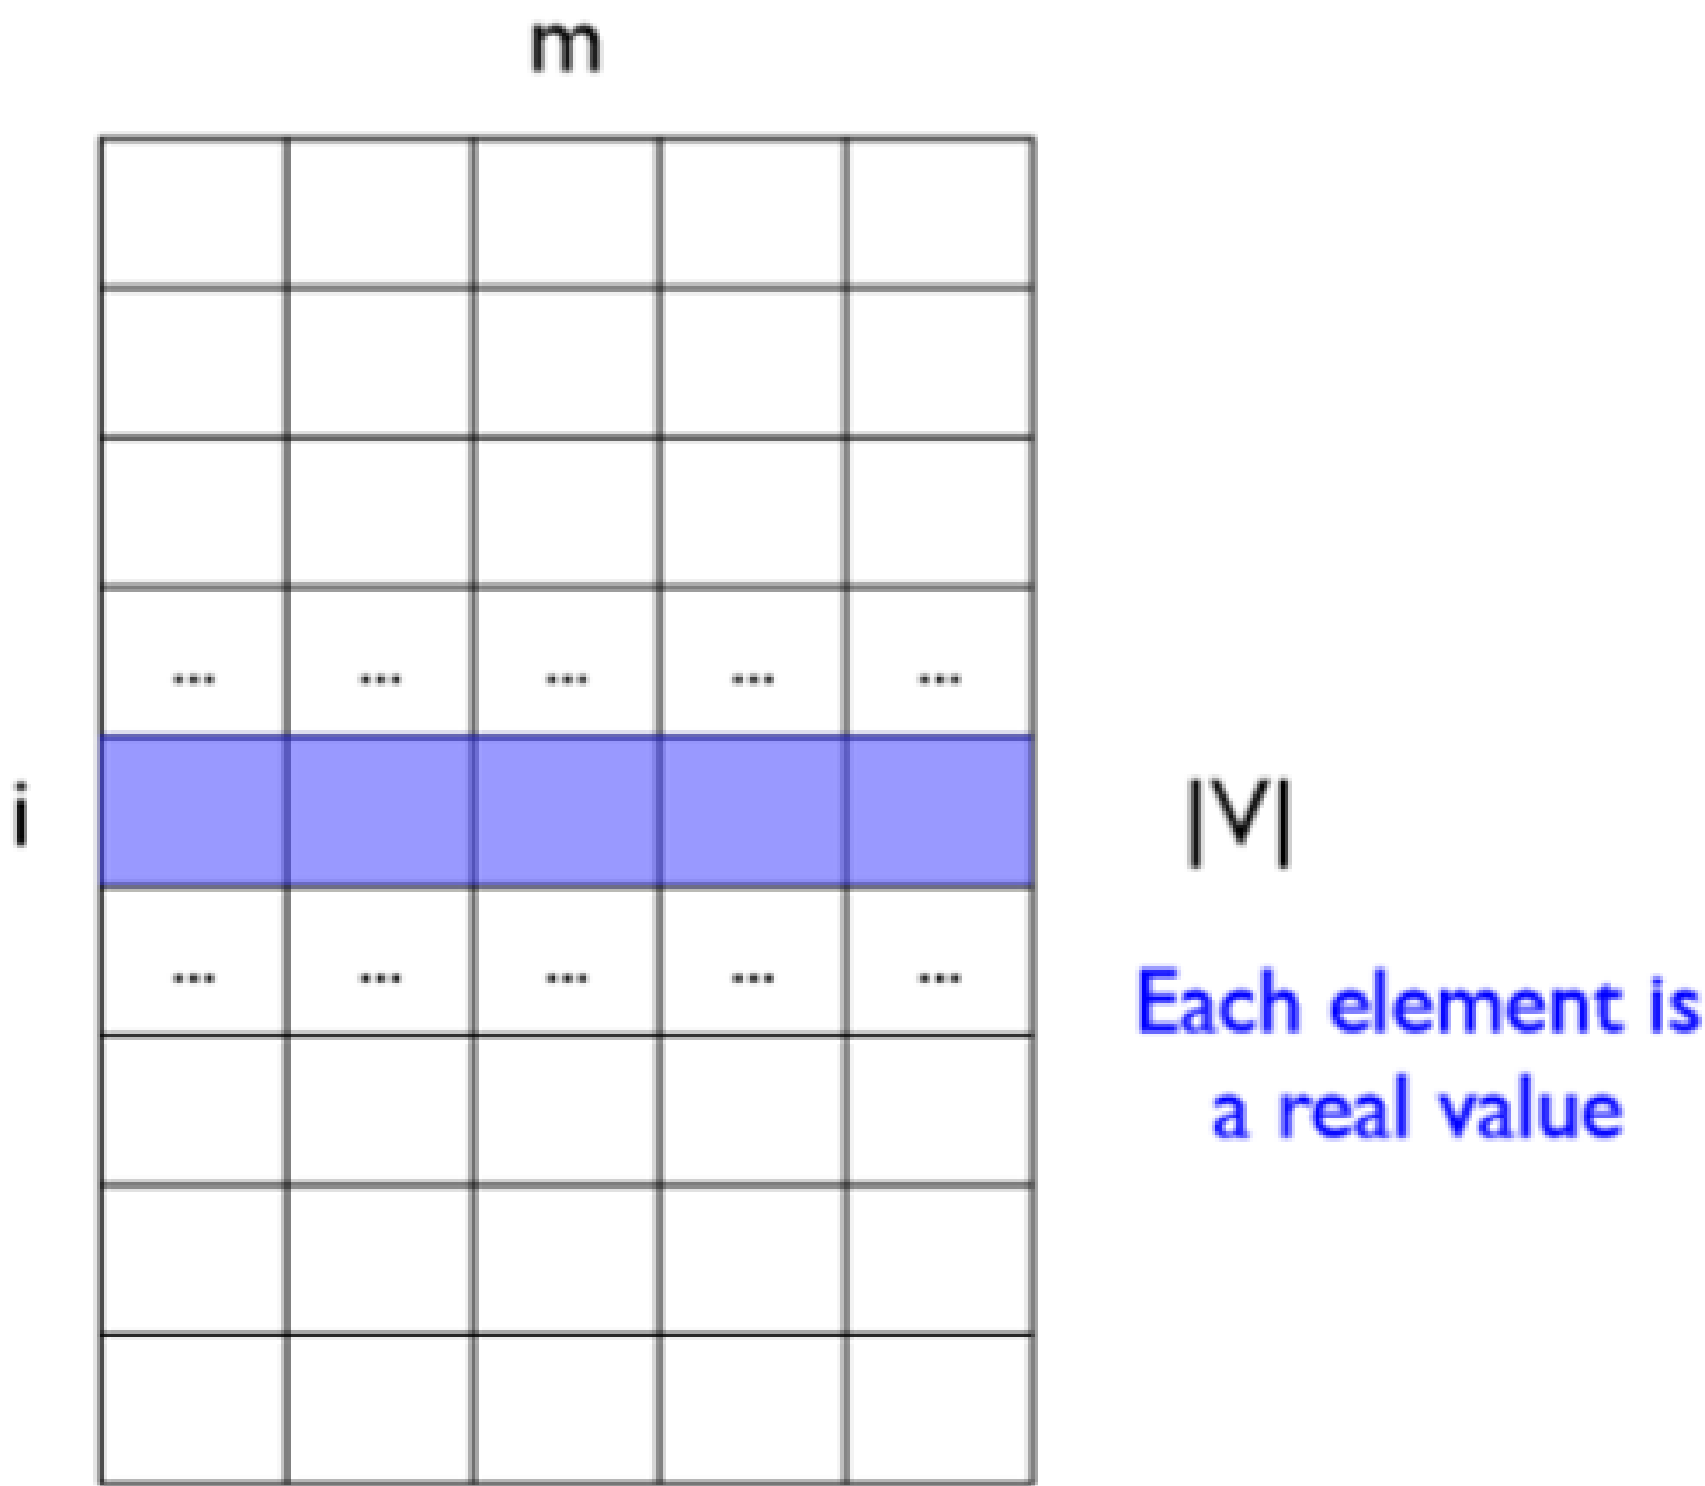 m
... ... ... ... ...
i
|V|
... ... ... ... ...
Each element is
a real value